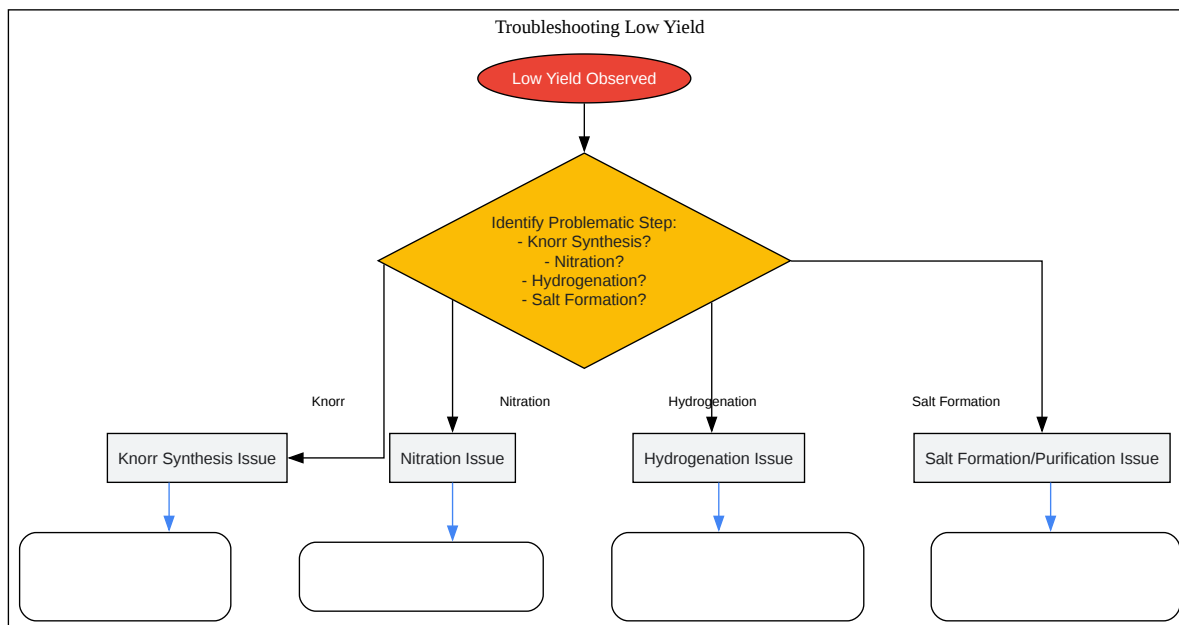 Troubleshooting Low Yield
Low Yield Observed
Identify Problematic Step:
- Knorr Synthesis?
- Nitration?
- Hydrogenation?
- Salt Formation?
Knorr
Nitration
Hydrogenation
Salt Formation
Knorr Synthesis Issue
Nitration Issue
Hydrogenation Issue
Salt Formation/Purification Issue